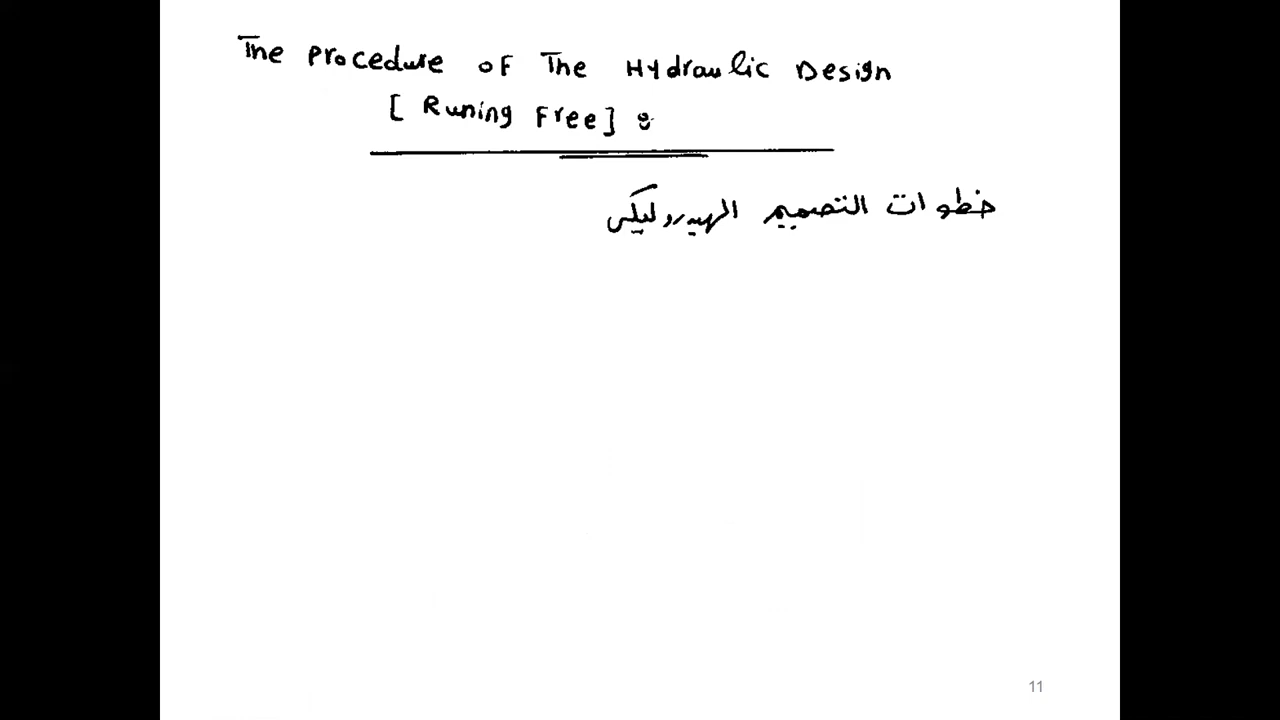 The Procedure of The Hydraulic Design
[ Runing Free ] :
خطوات التصميم الهيدروليكى
11